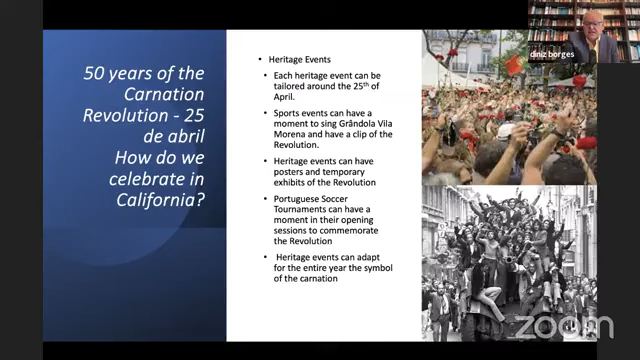 50 years of the
Carnation
Revolution - 25
de abril
How do we
celebrate in
California?
• Heritage Events
• Each heritage event can be
tailored around the 25th of
April.
• Sports events can have a
moment to sing Grândola Vila
Morena and have a clip of the
Revolution.
• Heritage events can have
posters and temporary
exhibits of the Revolution
• Portuguese Soccer
Tournaments can have a
moment in their opening
sessions to commemorate
the Revolution
• Heritage events can adapt
for the entire year the symbol
of the carnation
diniz borges
zoom